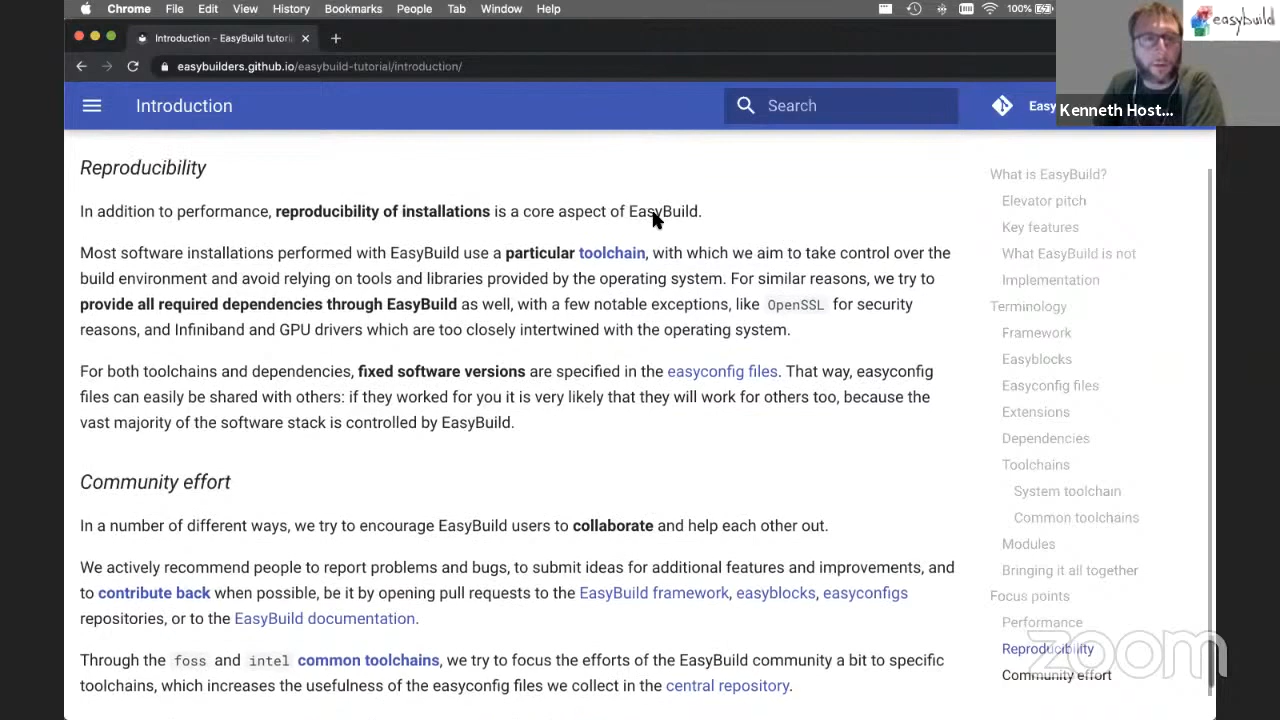 Chrome File Edit View History Bookmarks People Tab Window Help 100%
easybuild
Introduction - EasyBuild tutori
easybuilders.github.io/easybuild-tutorial/introduction/
Introduction
Search
Easy
Kenneth Host...
Reproducibility
In addition to performance, reproducibility of installations is a core aspect of EasyBuild.
Most software installations performed with EasyBuild use a particular toolchain, with which we aim to take control over the
build environment and avoid relying on tools and libraries provided by the operating system. For similar reasons, we try to
provide all required dependencies through EasyBuild as well, with a few notable exceptions, like OpenSSL for security
reasons, and Infiniband and GPU drivers which are too closely intertwined with the operating system.
For both toolchains and dependencies, fixed software versions are specified in the easyconfig files. That way, easyconfig
files can easily be shared with others: if they worked for you it is very likely that they will work for others too, because the
vast majority of the software stack is controlled by EasyBuild.
Community effort
In a number of different ways, we try to encourage EasyBuild users to collaborate and help each other out.
We actively recommend people to report problems and bugs, to submit ideas for additional features and improvements, and
to contribute back when possible, be it by opening pull requests to the EasyBuild framework, easyblocks, easyconfigs
repositories, or to the EasyBuild documentation.
Through the foss and intel common toolchains, we try to focus the efforts of the EasyBuild community a bit to specific
toolchains, which increases the usefulness of the easyconfig files we collect in the central repository.
What is EasyBuild?
Elevator pitch
Key features
What EasyBuild is not
Implementation
Terminology
Framework
Easyblocks
Easyconfig files
Extensions
Dependencies
Toolchains
System toolchain
Common toolchains
Modules
Bringing it all together
Focus points
Performance
Reproducibility
Community effort
zoom